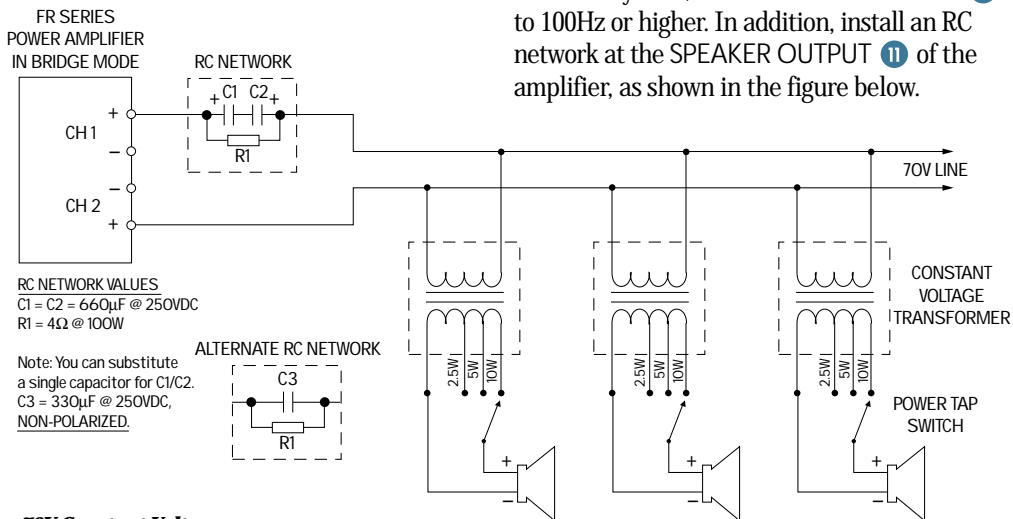 to 100Hz or higher. In addition, install an RC
network at the SPEAKER OUTPUT 11 of the
amplifier, as shown in the figure below.
FR SERIES
POWER AMPLIFIER
IN BRIDGE MODE
RC NETWORK
+ C1 C2 +
R1
+
CH 1
–
–
CH 2
+
70V LINE
RC NETWORK VALUES
C1 = C2 = 660µF @ 250VDC
R1 = 4Ω @ 100W
Note: You can substitute
a single capacitor for C1/C2.
C3 = 330µF @ 250VDC,
NON-POLARIZED.
ALTERNATE RC NETWORK
C3
R1
CONSTANT
VOLTAGE
TRANSFORMER
2.5W 5W 10W
2.5W 5W 10W
2.5W 5W 10W
POWER TAP
SWITCH
+ –
+ –
+ –